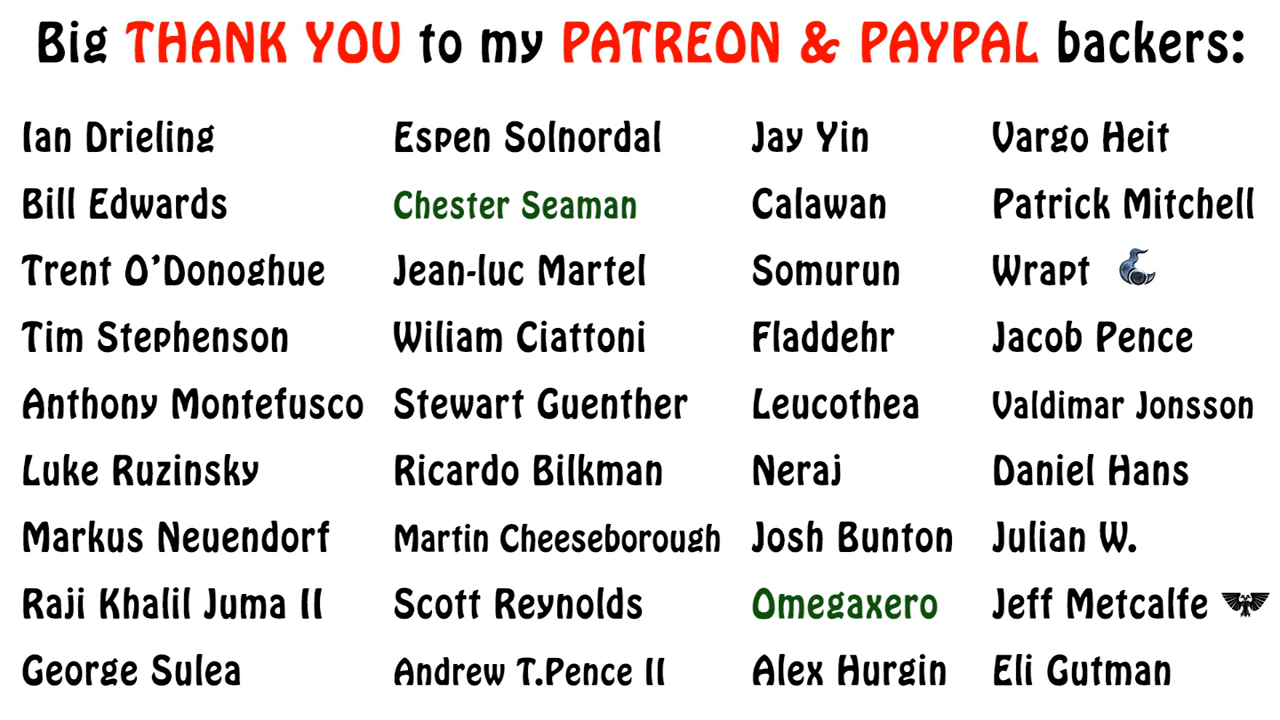 Big THANK YOU to my PATREON & PAYPAL backers:
Ian Drieling
Bill Edwards
Trent O'Donoghue
Tim Stephenson
Anthony Montefusco
Luke Ruzinsky
Markus Neuendorf
Raji Khalil Juma II
George Sulea
Espen Solnordal
Chester Seaman
Jean-luc Martel
Wiliam Ciattoni
Stewart Guenther
Ricardo Bilkman
Martin Cheeseborough
Scott Reynolds
Andrew T.Pence II
Jay Yin
Calawan
Somurun
Fladdehr
Leucothea
Neraj
Josh Bunton
Omegaxero
Alex Hurgin
Vargo Heit
Patrick Mitchell
Wrapt
Jacob Pence
Valdimar Jonsson
Daniel Hans
Julian W.
Jeff Metcalfe
Eli Gutman